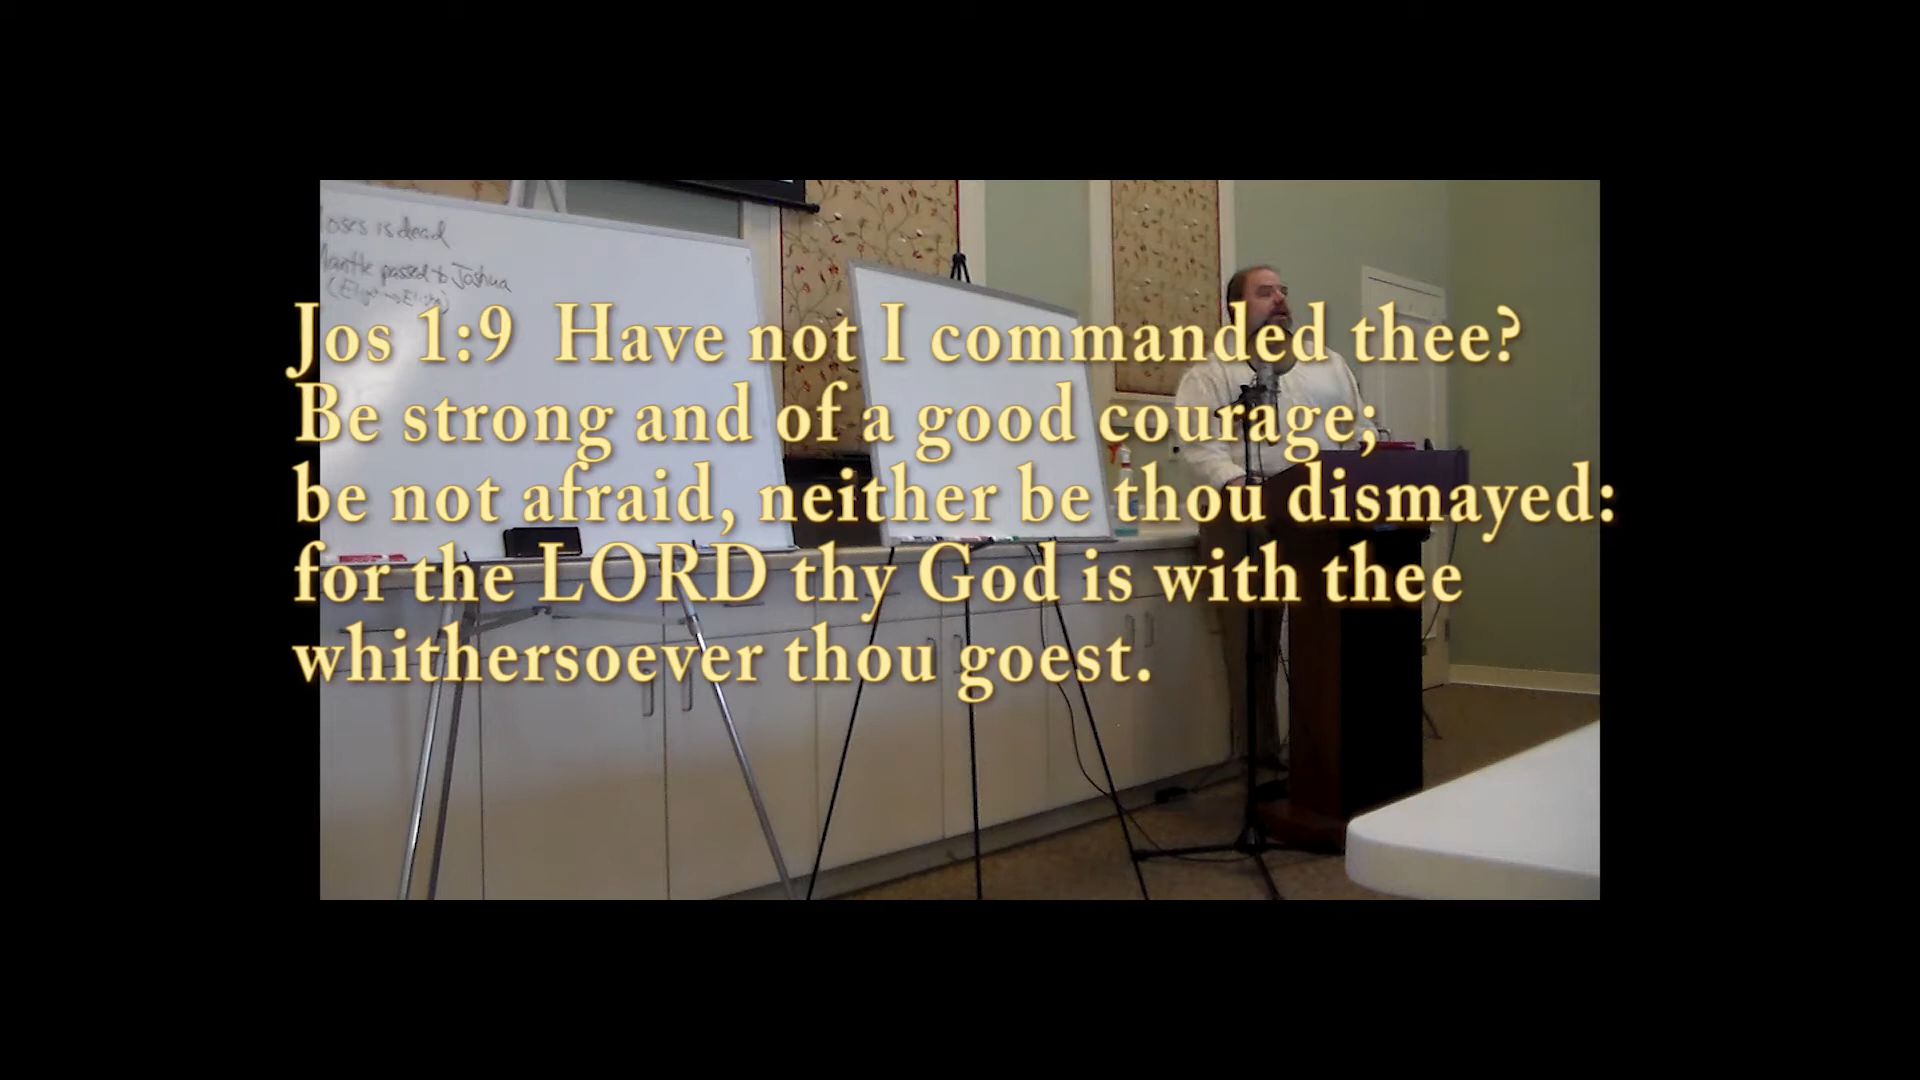 oses is dead
Mantle passed to Joshua
Jos 1:9 Have not I commanded thee?
Be strong and of a good courage;
be not afraid, neither be thou dismayed:
for the LORD thy God is with thee
whithersoever thou goest.